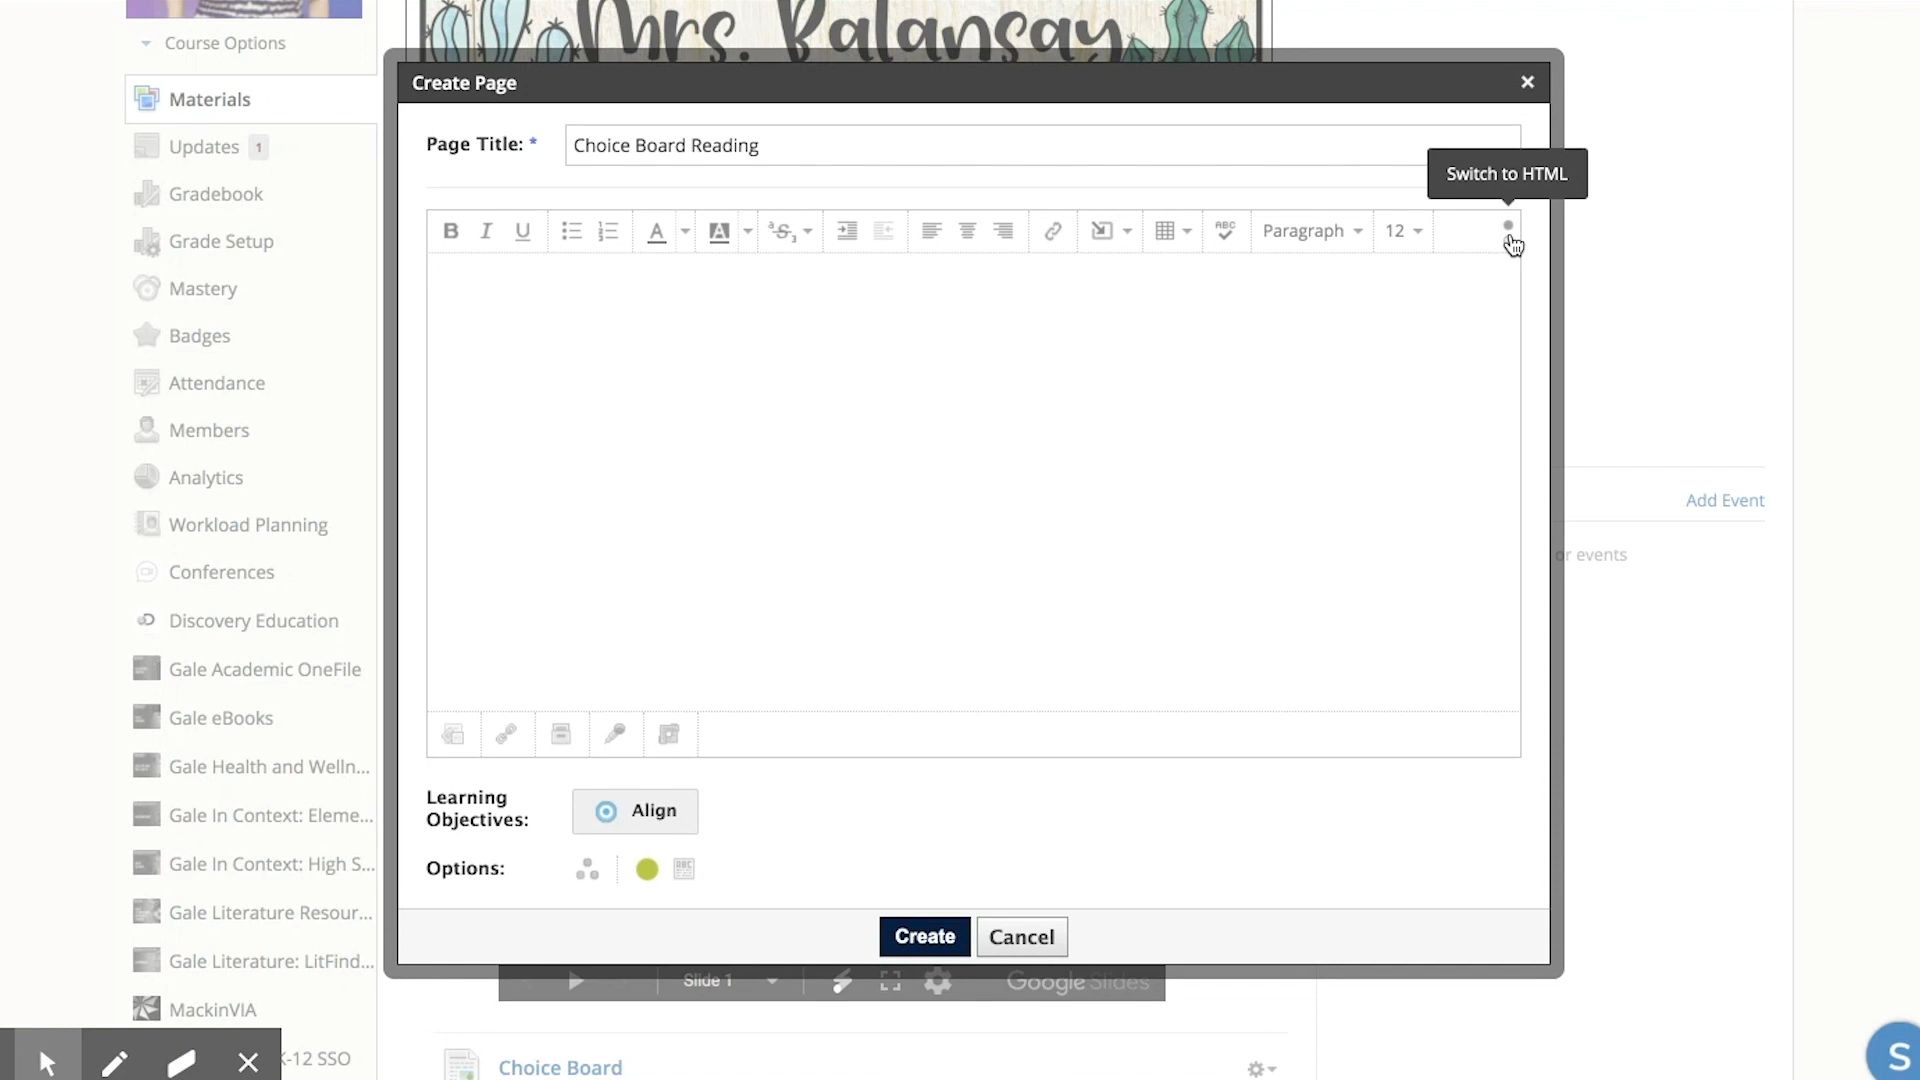 Mrs. Balansay
Course Options
Materials
Updates 1
Gradebook
Grade Setup
Mastery
Badges
Attendance
Members
Analytics
Workload Planning
Conferences
Discovery Education
Gale Academic OneFile
Gale eBooks
Gale Health and Welln...
Gale In Context: Eleme...
Gale In Context: High S...
Gale Literature Resour...
Gale Literature: LitFind...
MackinVIA
K-12 SSO
Create Page
Page Title: * Choice Board Reading
Switch to HTML
B I U A A S ABC Paragraph 12
Learning
Objectives:
Align
Options:
Create Cancel
Slide 1 Google Slides
Choice Board
Add Event
or events
S